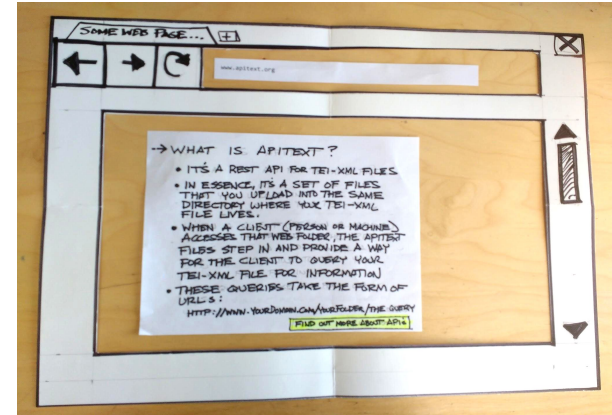 SOME WEB PAGE...
www.apitext.org
WHAT IS APITEXT?
• IT'S A REST API FOR TEI-XML FILES
• IN ESSENCE, IT'S A SET OF FILES
THAT YOU UPLOAD INTO THE SAME
DIRECTORY WHERE YOUR TEI-XML
FILE LIVES.
• WHEN A CLIENT (PERSON OR MACHINE)
ACCESSES THAT WEB FOLDER, THE APITEXT
FILES STEP IN AND PROVIDE A WAY
FOR THE CLIENT TO QUERY YOUR
TEI-XML FILE FOR INFORMATION
• THESE QUERIES TAKE THE FORM OF
URLS:
HTTP://WWW.YOURDOMAIN.COM/YOURFOLDER/THE QUERY
FIND OUT MORE ABOUT APIs